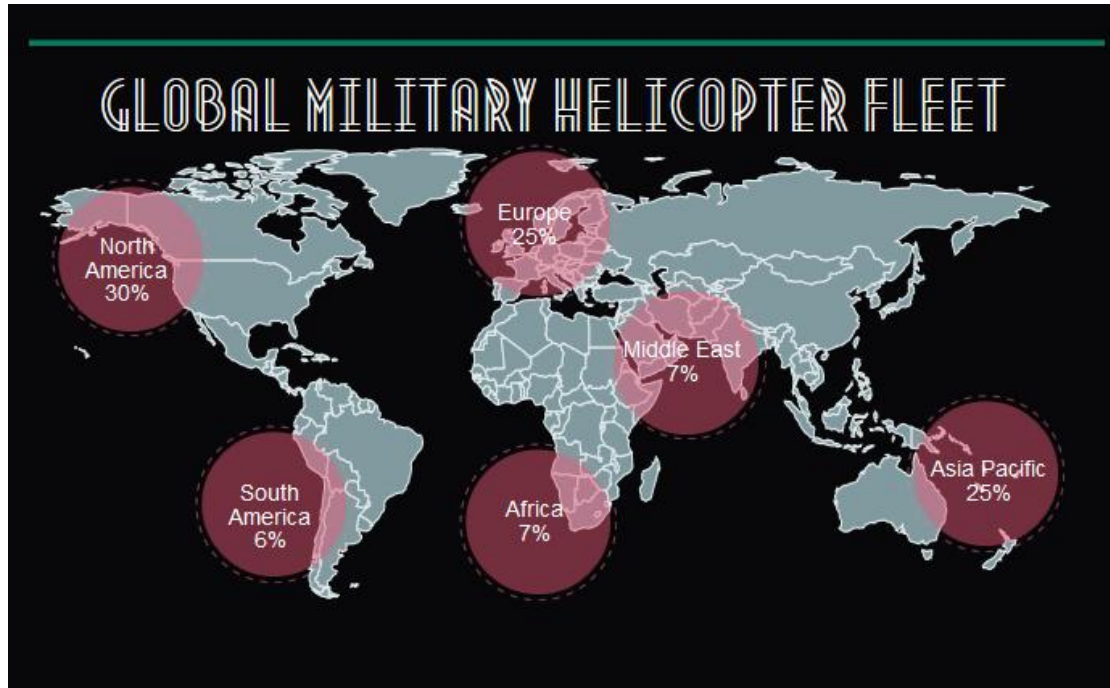 GLOBAL MILITARY HELICOPTER FLEET
Europe
25%
North
America
30%
Middle East
7%
South
America
6%
Africa
7%
Asia Pacific
25%